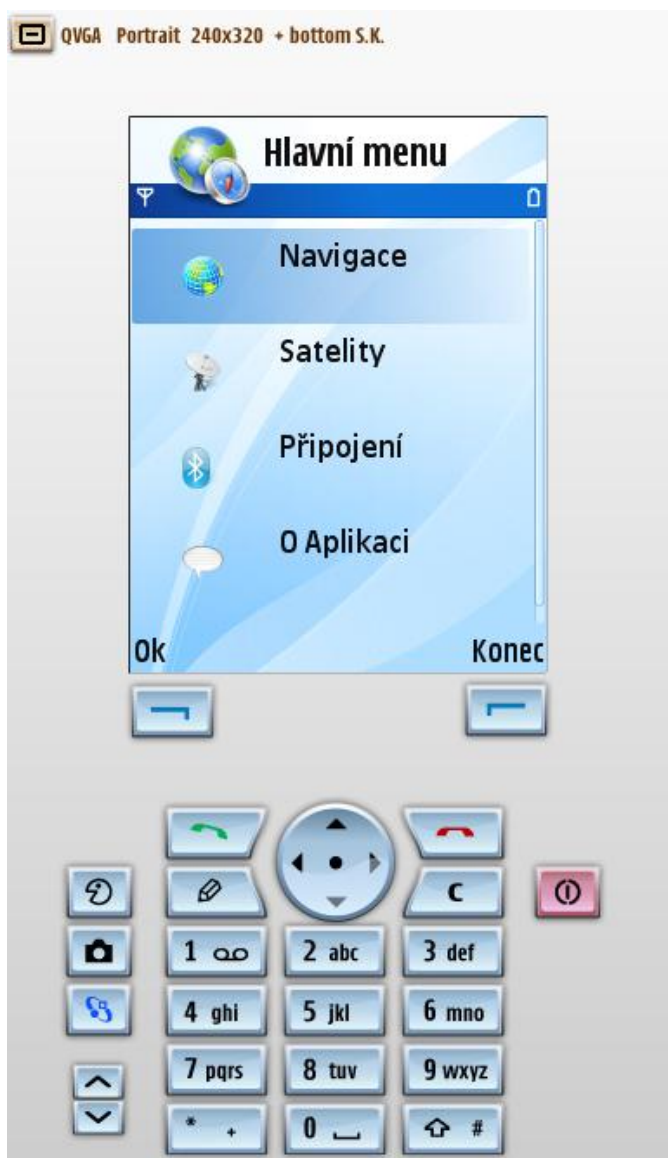 QVGA Portrait 240x320 + bottom S.K.
Hlavní menu
Navigace
Satelity
Připojení
O Aplikaci
Ok Konec
C
1 2 abc 3 def
4 ghi 5 jkl 6 mno
7 pqrs 8 tuv 9 wxyz
* + 0 #